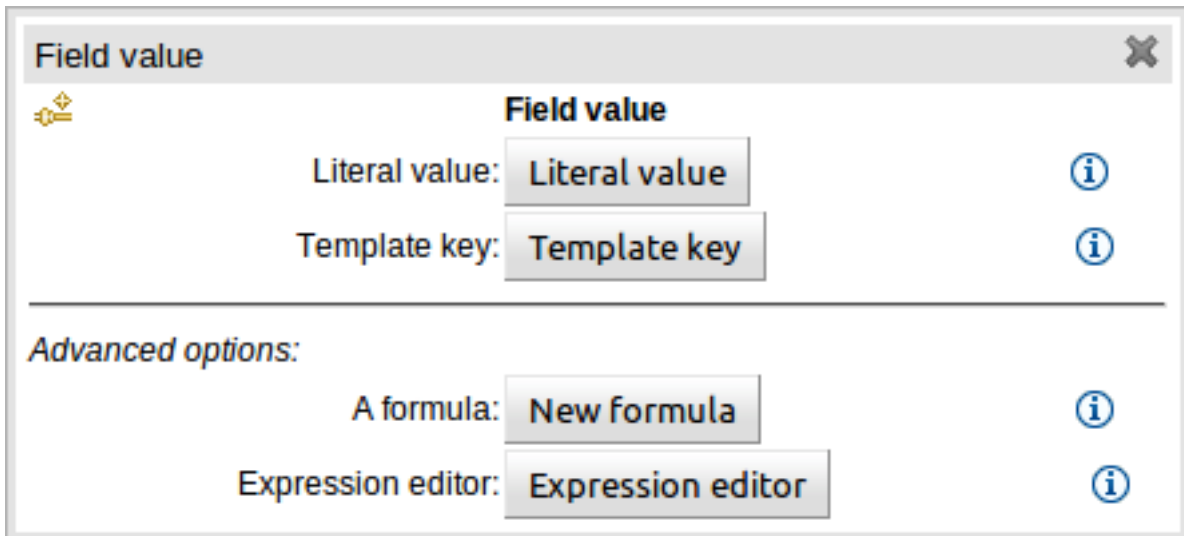 Field value
Field value
Literal value: Literal value
Template key: Template key
Advanced options:
A formula: New formula
Expression editor: Expression editor